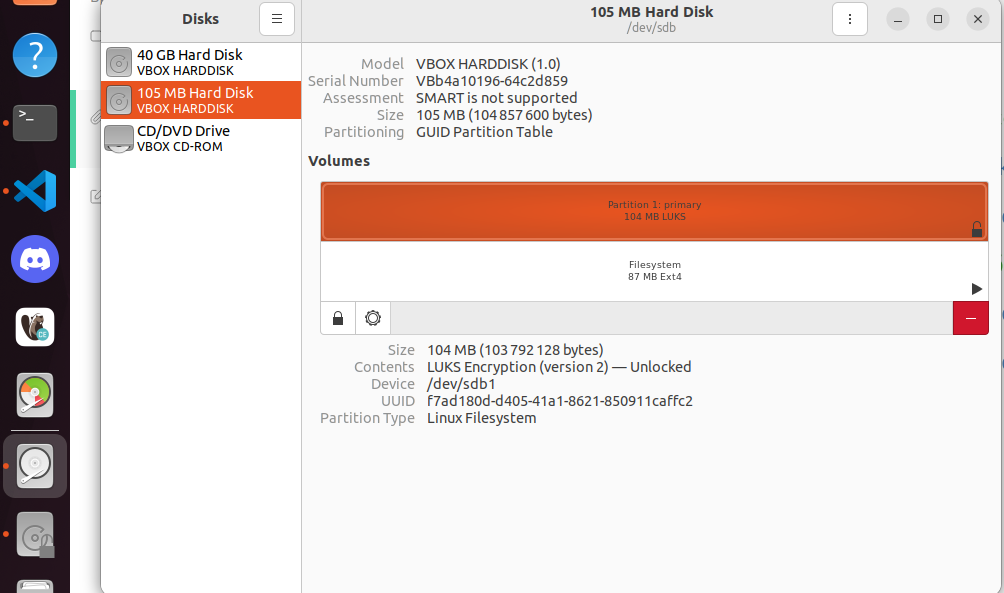 Disks
105 MB Hard Disk
/dev/sdb
40 GB Hard Disk
VBOX HARDDISK
105 MB Hard Disk
VBOX HARDDISK
CD/DVD Drive
VBOX CD-ROM
Model VBOX HARDDISK (1.0)
Serial Number VBb4a10196-64c2d859
Assessment SMART is not supported
Size 105 MB (104 857 600 bytes)
Partitioning GUID Partition Table
Volumes
Partition 1: primary
104 MB LUKS
Filesystem
87 MB Ext4
Size 104 MB (103 792 128 bytes)
Contents LUKS Encryption (version 2) — Unlocked
Device /dev/sdb1
UUID f7ad180d-d405-41a1-8621-850911caffc2
Partition Type Linux Filesystem
?
>_
CE